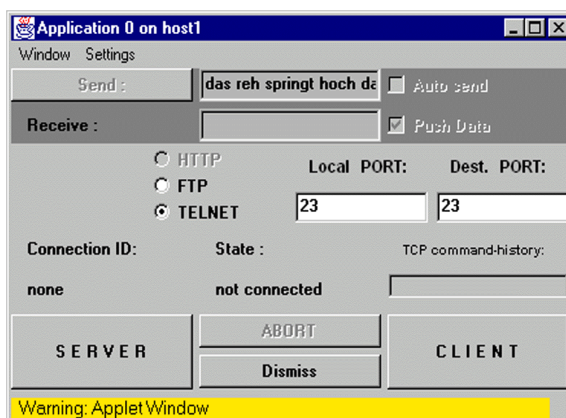 Application 0 on host1
Window Settings
Send : das reh springt hoch da Auto send
Receive : Push Data
HTTP
FTP
TELNET
Local PORT: Dest. PORT:
23 23
Connection ID: State : TCP command-history:
none not connected
SERVER ABORT CLIENT
Dismiss
Warning: Applet Window